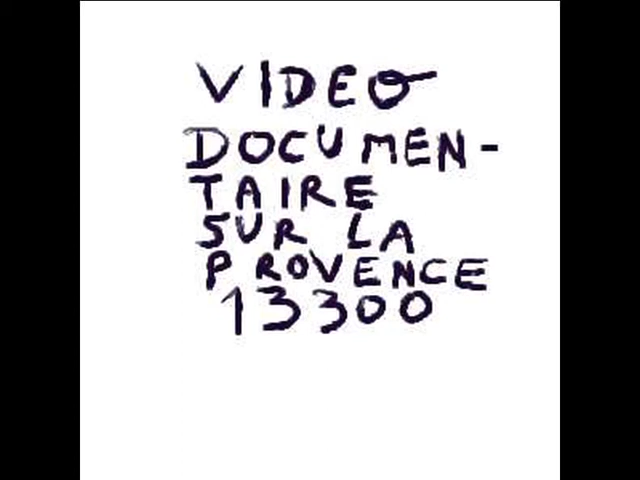 VIDEO
DOCUMEN-
TAIRE
SUR LA
PROVENCE
13300